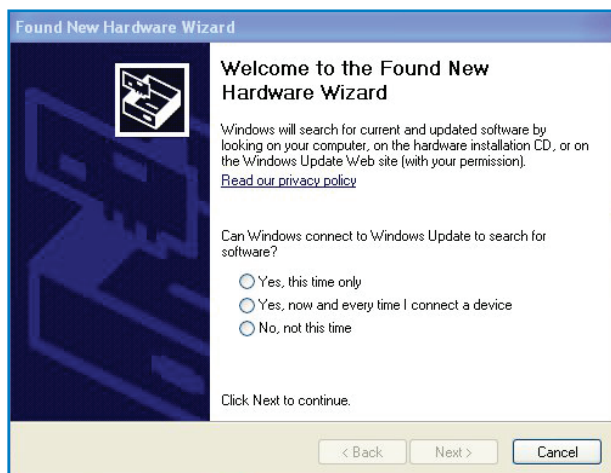 Found New Hardware Wizard
Welcome to the Found New
Hardware Wizard
Windows will search for current and updated software by
looking on your computer, on the hardware installation CD, or on
the Windows Update Web site (with your permission).
Read our privacy policy
Can Windows connect to Windows Update to search for
software?
Yes, this time only
Yes, now and every time I connect a device
No, not this time
Click Next to continue.
< Back
Next >
Cancel